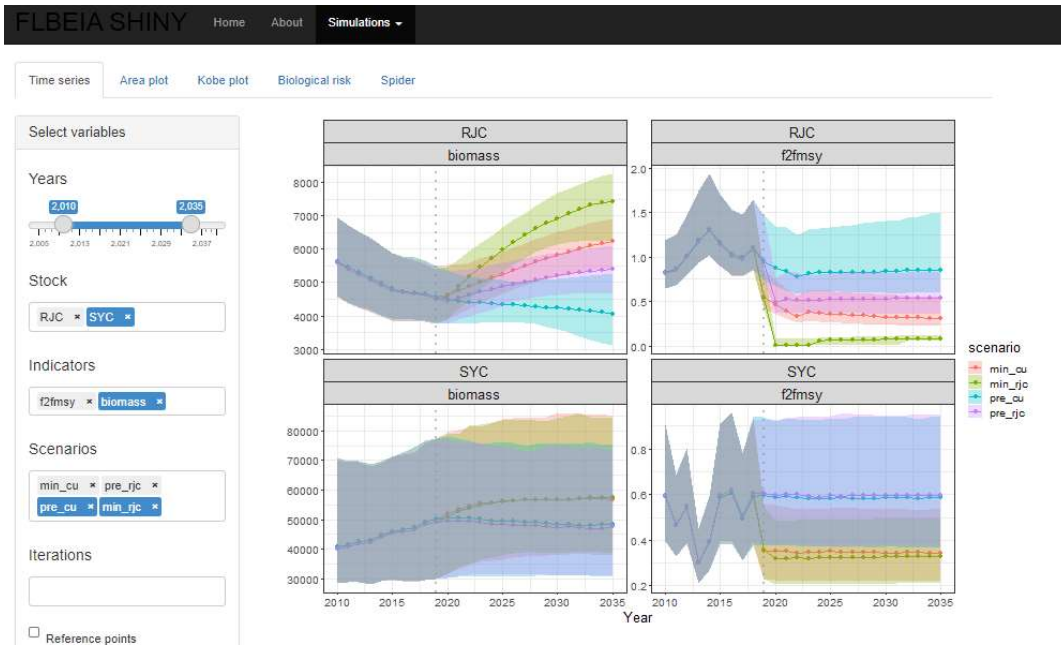 FLBEIA SHINY Home About Simulations
Time series Area plot Kobe plot Biological risk Spider
Select variables
Years
2,010 2,035
2,005 2,013 2,021 2,029 2,037
Stock
RJC × SYC ×
Indicators
f2fmsy × biomass ×
Scenarios
min_cu × pre_rjc ×
pre_cu × min_rjc ×
Iterations
Reference points
RJC
biomass
8000
7000
6000
5000
4000
3000
RJC
f2fmsy
2.0
1.5
1.0
0.5
0.0
SYC
biomass
80000
70000
60000
50000
40000
30000
2010 2015 2020 2025 2030 2035
SYC
f2fmsy
0.8
0.6
0.4
0.2
2010 2015 2020 2025 2030 2035
Year
scenario
min_cu
min_rjc
pre_cu
pre_rjc